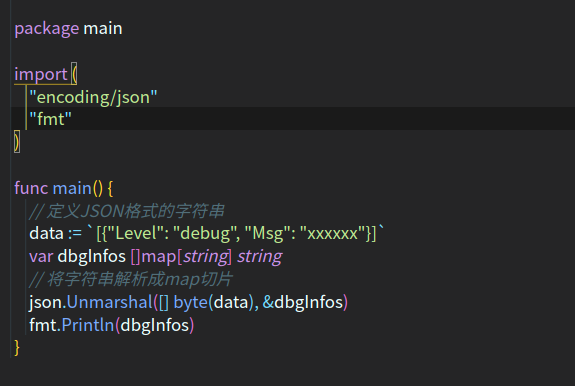 package main
import (
"encoding/json"
"fmt"
)
func main() {
// 定义JSON格式的字符串
data := `[{"Level": "debug", "Msg": "xxxxxx"}]`
var dbgInfos []map[string] string
// 将字符串解析成map切片
json.Unmarshal([] byte(data), &dbgInfos)
fmt.Println(dbgInfos)
}